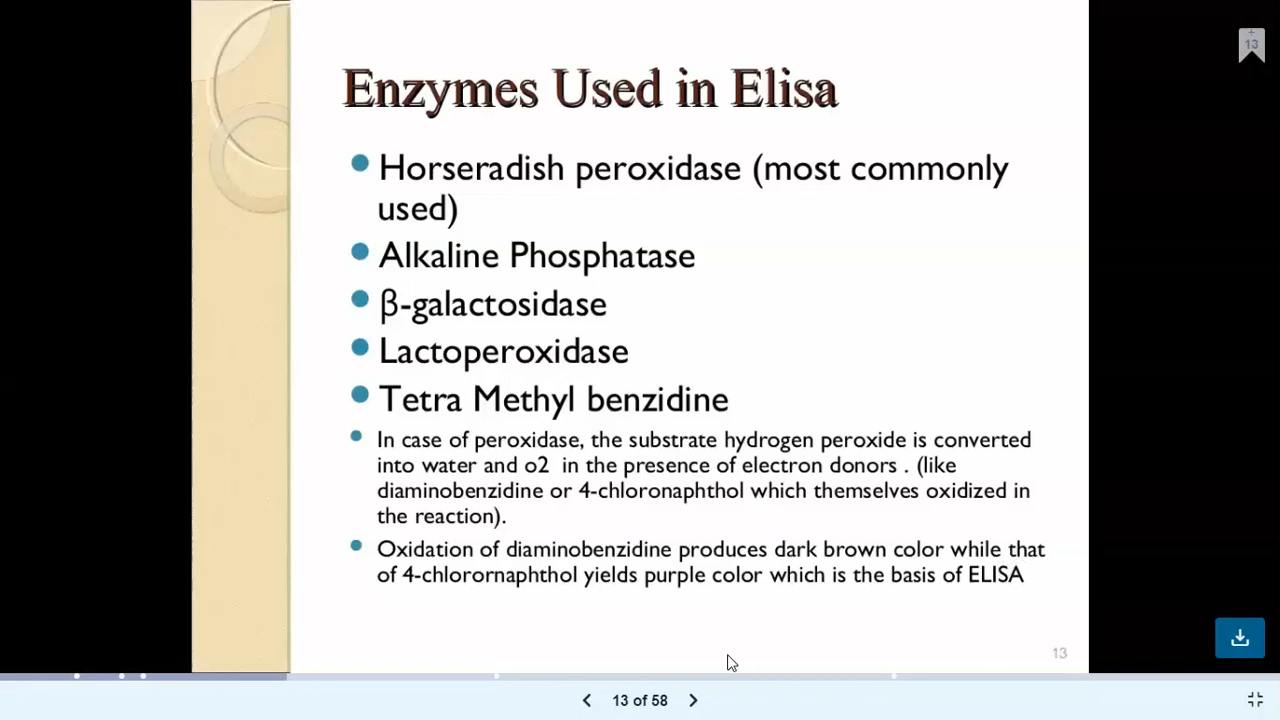 13
Enzymes Used in Elisa
Horseradish peroxidase (most commonly
used)
Alkaline Phosphatase
β-galactosidase
Lactoperoxidase
Tetra Methyl benzidine
In case of peroxidase, the substrate hydrogen peroxide is converted
into water and o2 in the presence of electron donors . (like
diaminobenzidine or 4-chloronaphthol which themselves oxidized in
the reaction).
Oxidation of diaminobenzidine produces dark brown color while that
of 4-chlorornaphthol yields purple color which is the basis of ELISA
13
13 of 58